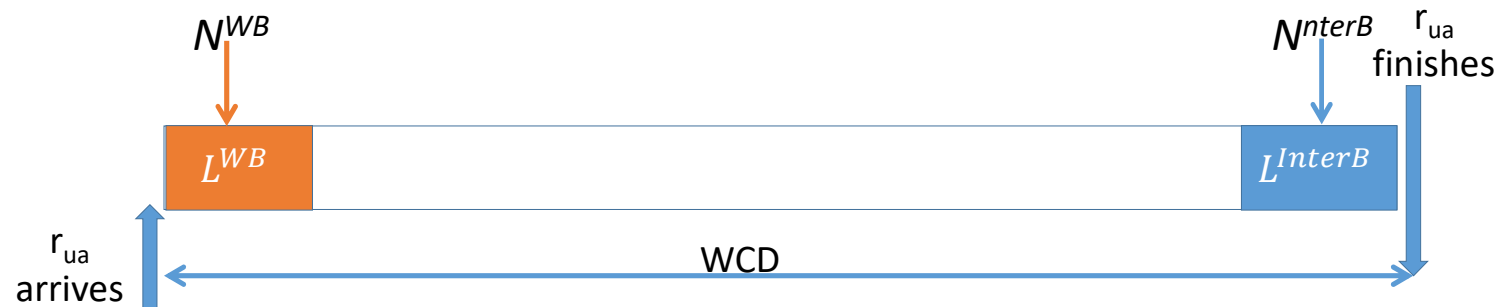 N^WB
N^nterB
r_ua
finishes
L^WB
L^InterB
r_ua
arrives
WCD